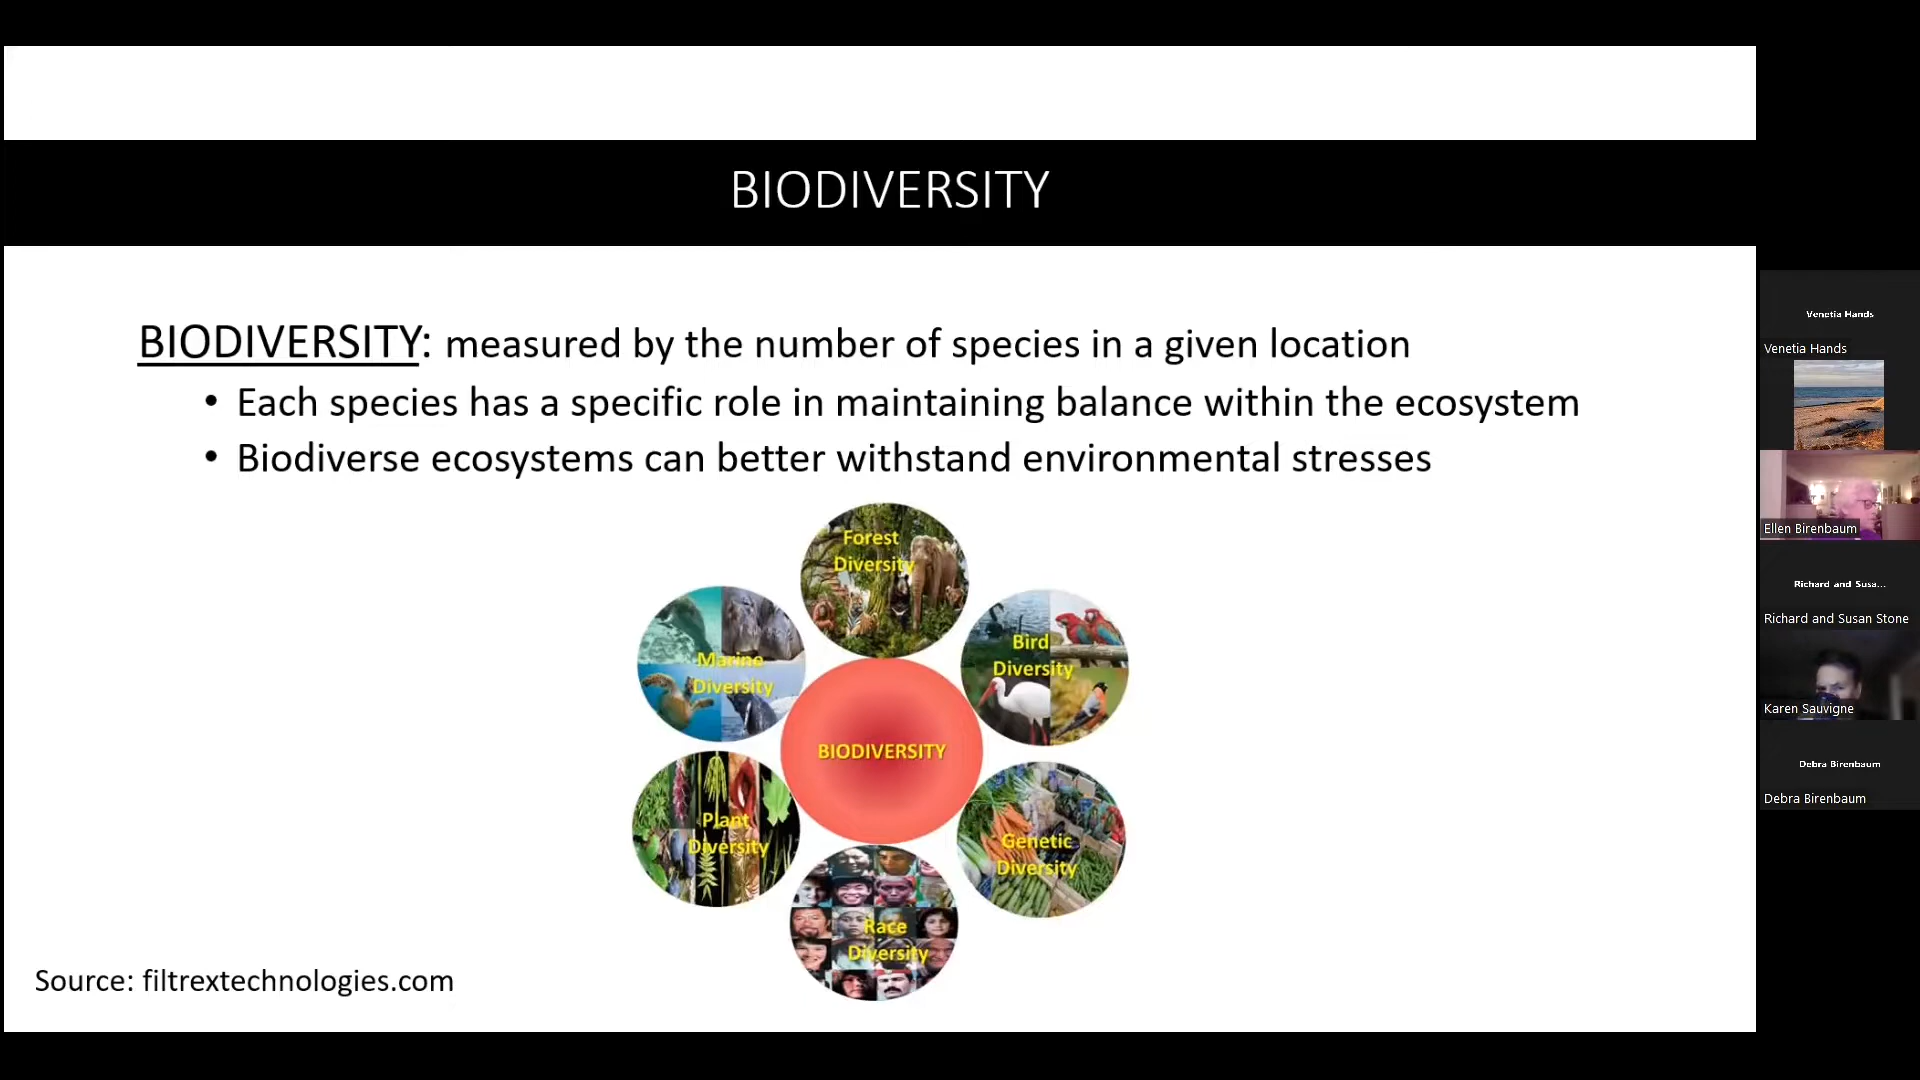 BIODIVERSITY
BIODIVERSITY: measured by the number of species in a given location
• Each species has a specific role in maintaining balance within the ecosystem
• Biodiverse ecosystems can better withstand environmental stresses
Forest
Diversity
Marine
Diversity
Bird
Diversity
BIODIVERSITY
Plant
Diversity
Genetic
Diversity
Race
Diversity
Source: filtrextechnologies.com
Venetia Hands
Venetia Hands
Ellen Birenbaum
Richard and Susa...
Richard and Susan Stone
Karen Sauvigne
Debra Birenbaum
Debra Birenbaum